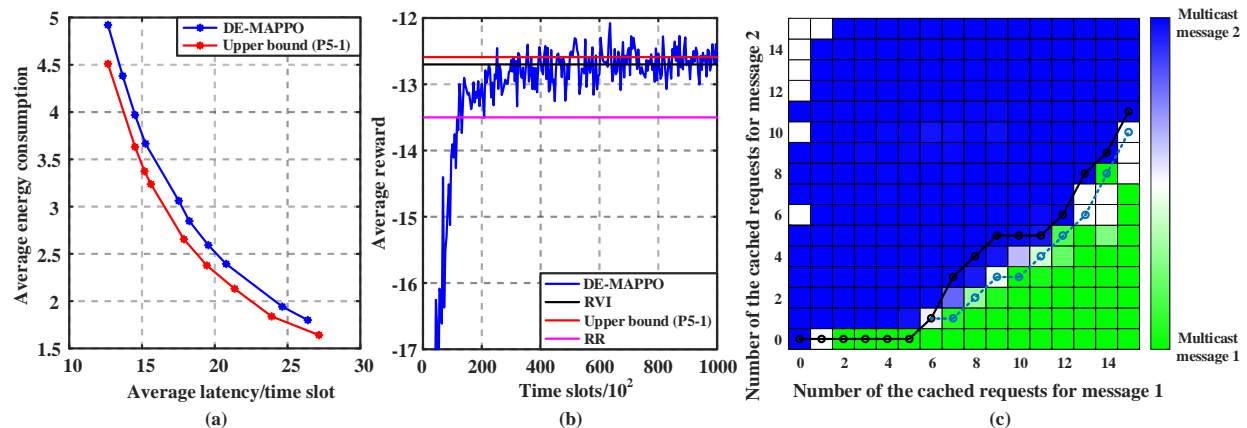 5
4.5
4
3.5
3
2.5
2
1.5
10
15
20
25
30
Average energy consumption
Average latency/time slot
DE-MAPPO
Upper bound (P5-1)
(a)
-12
-13
-14
-15
-16
-17
0
200
400
600
800
1000
Average reward
Time slots/10²
DE-MAPPO
RVI
Upper bound (P5-1)
RR
(b)
14
12
10
8
6
4
2
0
0
2
4
6
8
10
12
14
Number of the cached requests for message 2
Number of the cached requests for message 1
Multicast
message 2
Multicast
message 1
(c)